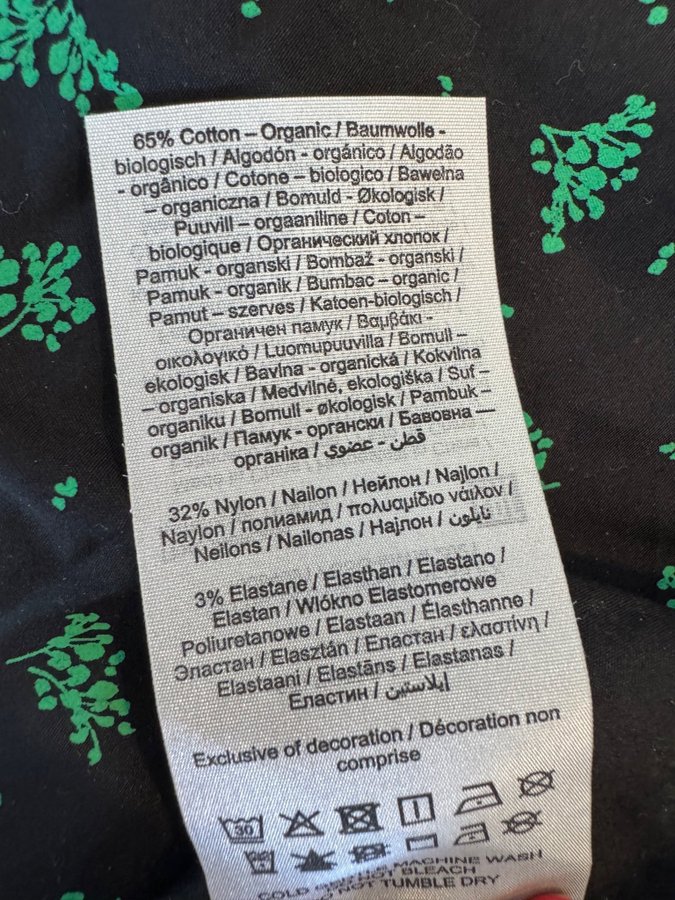 65% Cotton – Organic / Baumwolle -
biologisch / Algodón - orgánico / Algodão
- orgânico / Cotone – biologico / Bawełna
– organiczna / Bomuld - Økologisk /
Puuvill – orgaaniline / Coton –
biologique / Органический хлопок /
Pamuk - organski / Bombaž - organski /
Pamuk - organik / Bumbac – organic /
Pamut – szerves / Katoen-biologisch /
Органичен памук / Βαμβάκι -
οικολογικό / Luomupuuvilla / Bomull –
ekologisk / Bavlna - organická / Kokvilna
– organiska / Medvilnė, ekologiška / Suf –
organiku / Bomull - økologisk / Pambuk –
organik / Памук - органски / Бавовна —
органіка / قطن - عضوي
32% Nylon / Nailon / Нейлон / Najlon /
Naylon / полиамид / πολυαμίδιο νάιλον /
Neilons / Nailonas / Најлон / نايلون
3% Elastane / Elasthan / Elastano /
Elastan / Włókno Elastomerowe
Poliuretanowe / Elastaan / Élasthanne /
Эластан / Elasztán / Еластан / ελαστίνη /
Elastaani / Elastāns / Elastanas /
Еластин / إيلاستين
Exclusive of decoration / Décoration non
comprise
30
MACHINE WASH
NOT BLEACH
NOT TUMBLE DRY